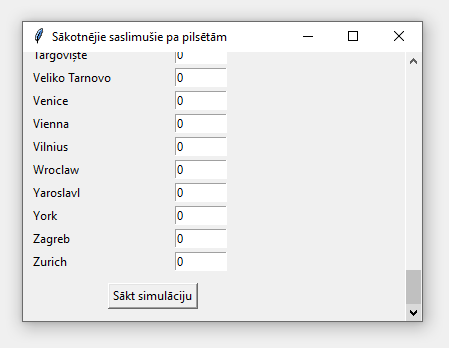 Sākotnējie saslimušie pa pilsētām
Târgoviște 0
Veliko Tarnovo 0
Venice 0
Vienna 0
Vilnius 0
Wroclaw 0
Yaroslavl 0
York 0
Zagreb 0
Zurich 0
Sākt simulāciju